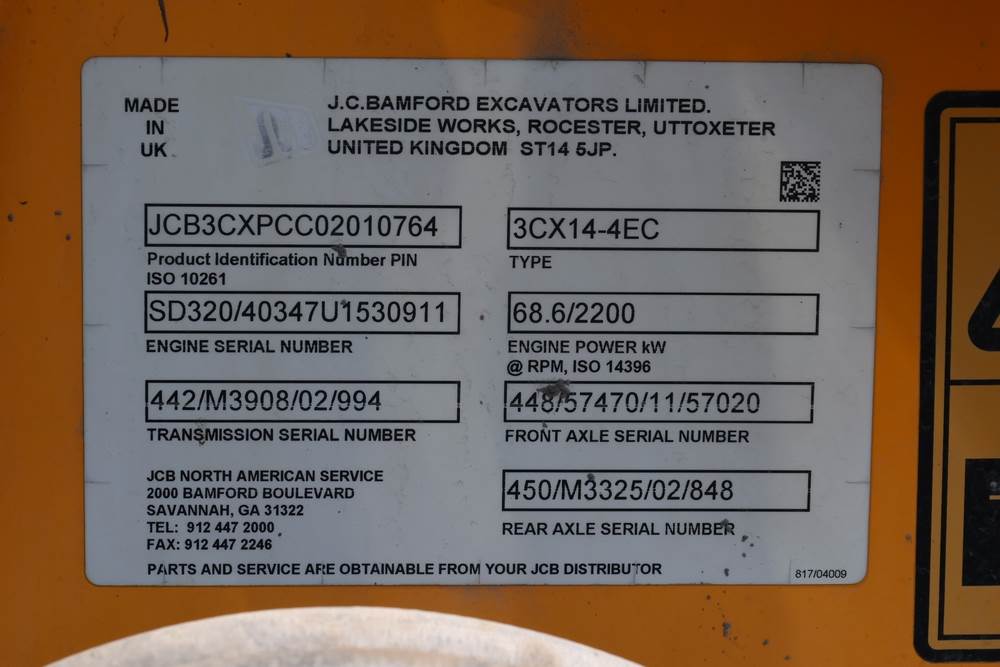 MADE
IN
UK
J.C.BAMFORD EXCAVATORS LIMITED.
LAKESIDE WORKS, ROCESTER, UTTOXETER
UNITED KINGDOM ST14 5JP.
JCB3CXPCC02010764
Product Identification Number PIN
ISO 10261
3CX14-4EC
TYPE
SD320/40347U1530911
ENGINE SERIAL NUMBER
68.6/2200
ENGINE POWER kW
@ RPM, ISO 14396
442/M3908/02/994
TRANSMISSION SERIAL NUMBER
448/57470/11/57020
FRONT AXLE SERIAL NUMBER
JCB NORTH AMERICAN SERVICE
2000 BAMFORD BOULEVARD
SAVANNAH, GA 31322
TEL: 912 447 2000
FAX: 912 447 2246
450/M3325/02/848
REAR AXLE SERIAL NUMBER
PARTS AND SERVICE ARE OBTAINABLE FROM YOUR JCB DISTRIBUTOR
817/04009